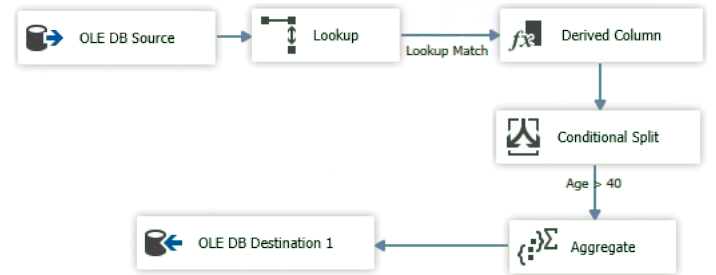 OLE DB Source
Lookup
Lookup Match
Derived Column
Conditional Split
Age > 40
Aggregate
OLE DB Destination 1